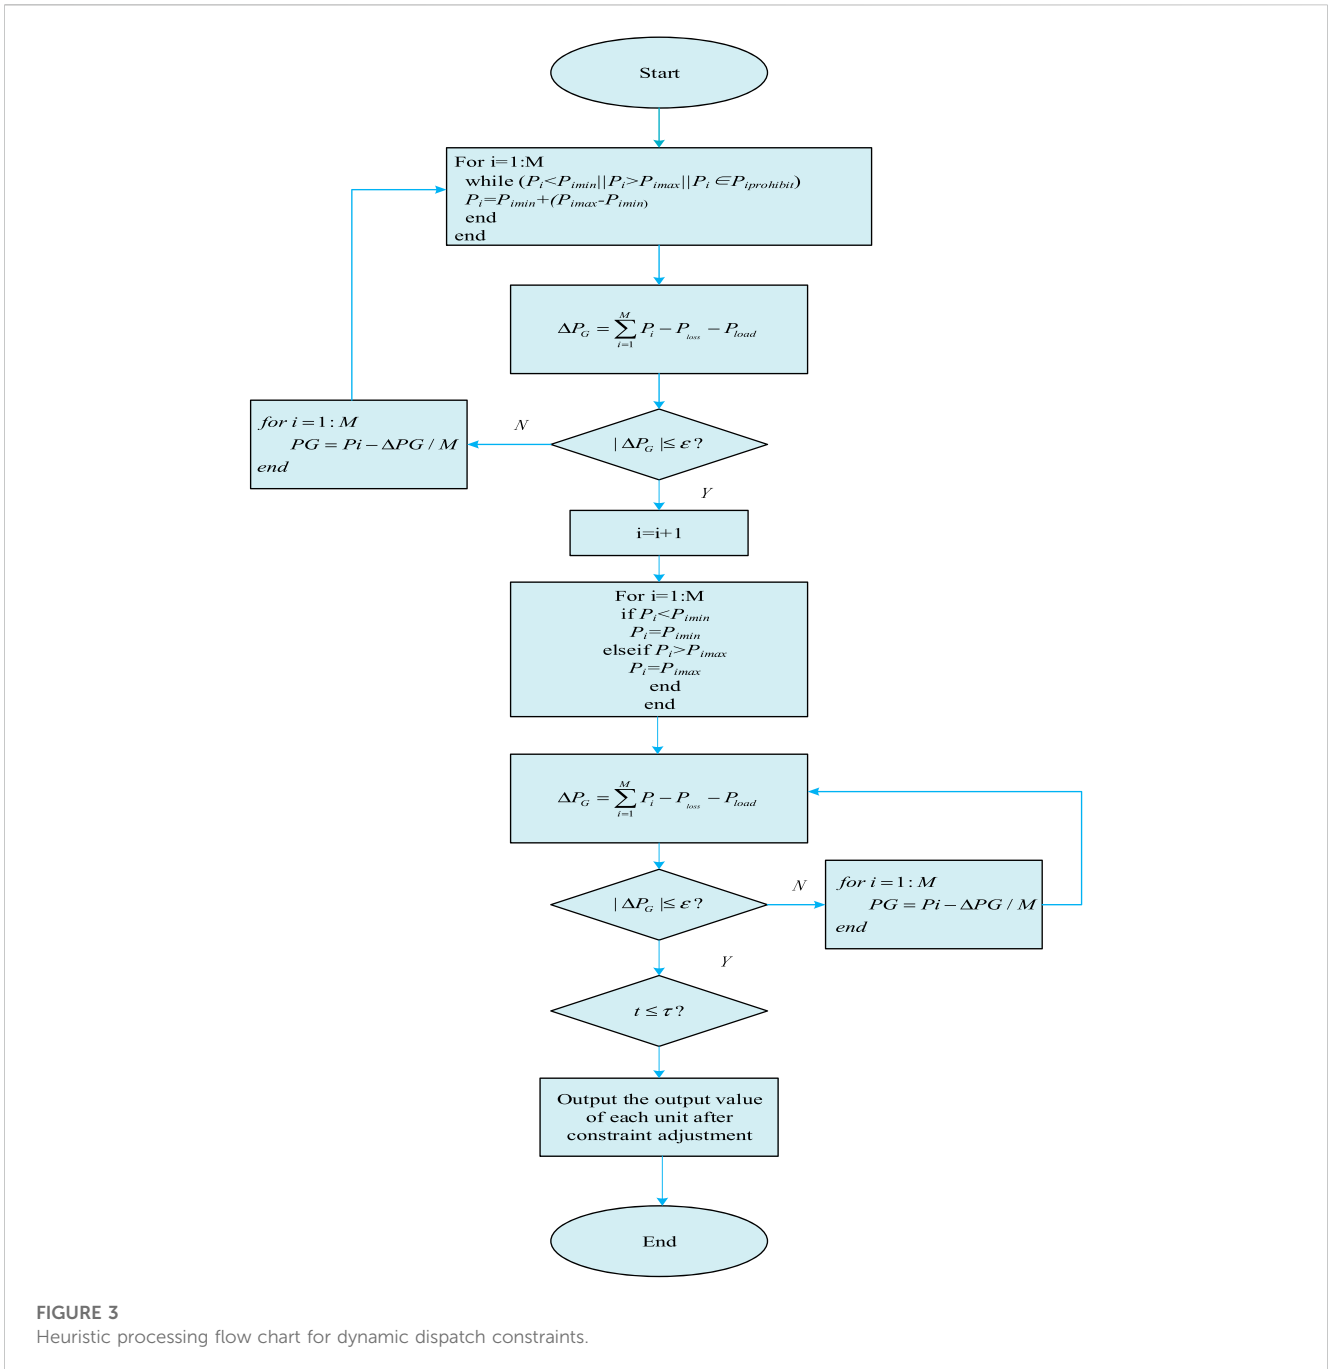 Start
For i=1:M
while (Pi<Pimin||Pi>Pimax||Pi ∈Piprohibit)
Pi=Pimin+(Pimax-Pimin)
end
end
ΔPG = ∑i=1M Pi − Ploss − Pload
for i = 1 : M
PG = Pi − ΔPG / M
end
N
| ΔPG |≤ ε ?
Y
i=i+1
For i=1:M
if Pi<Pimin
Pi=Pimin
elseif Pi>Pimax
Pi=Pimax
end
end
ΔPG = ∑i=1M Pi − Ploss − Pload
| ΔPG |≤ ε ?
N
for i = 1 : M
PG = Pi − ΔPG / M
end
Y
t ≤ τ ?
Output the output value
of each unit after
constraint adjustment
End
FIGURE 3
Heuristic processing flow chart for dynamic dispatch constraints.